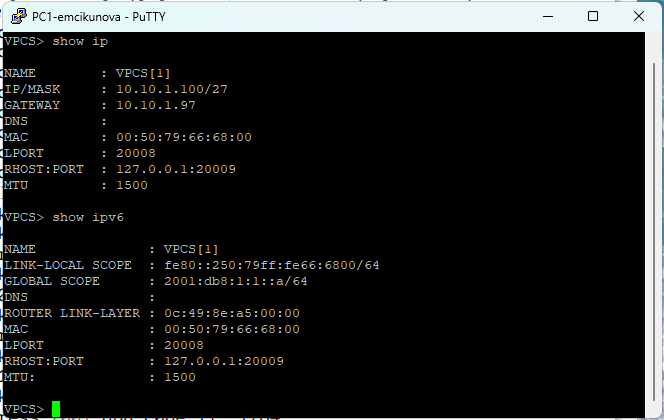 PC1-emcikunova - PuTTY
VPCS> show ip
NAME : VPCS[1]
IP/MASK : 10.10.1.100/27
GATEWAY : 10.10.1.97
DNS :
MAC : 00:50:79:66:68:00
LPORT : 20008
RHOST:PORT : 127.0.0.1:20009
MTU : 1500
VPCS> show ipv6
NAME : VPCS[1]
LINK-LOCAL SCOPE : fe80::250:79ff:fe66:6800/64
GLOBAL SCOPE : 2001:db8:1:1::a/64
DNS :
ROUTER LINK-LAYER : 0c:49:8e:a5:00:00
MAC : 00:50:79:66:68:00
LPORT : 20008
RHOST:PORT : 127.0.0.1:20009
MTU: : 1500
VPCS>